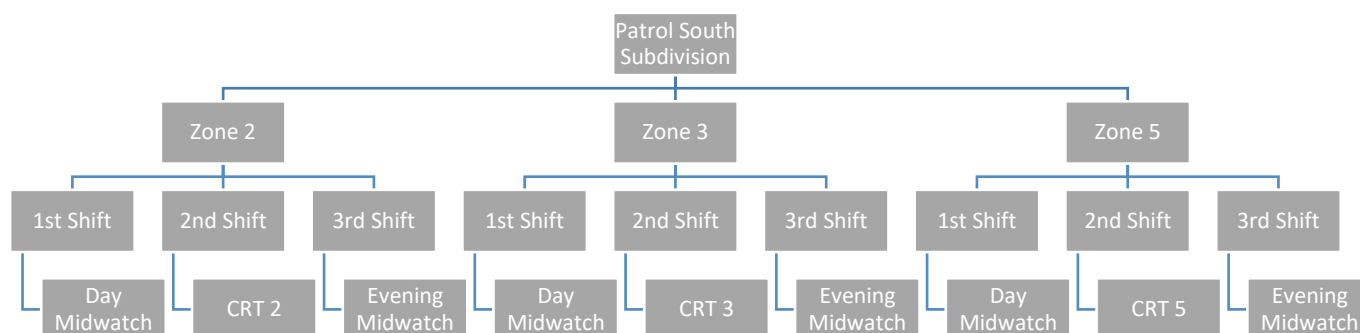 Patrol South
Subdivision
Zone 2
Zone 3
Zone 5
1st Shift
2nd Shift
3rd Shift
1st Shift
2nd Shift
3rd Shift
1st Shift
2nd Shift
3rd Shift
Day
Midwatch
CRT 2
Evening
Midwatch
Day
Midwatch
CRT 3
Evening
Midwatch
Day
Midwatch
CRT 5
Evening
Midwatch